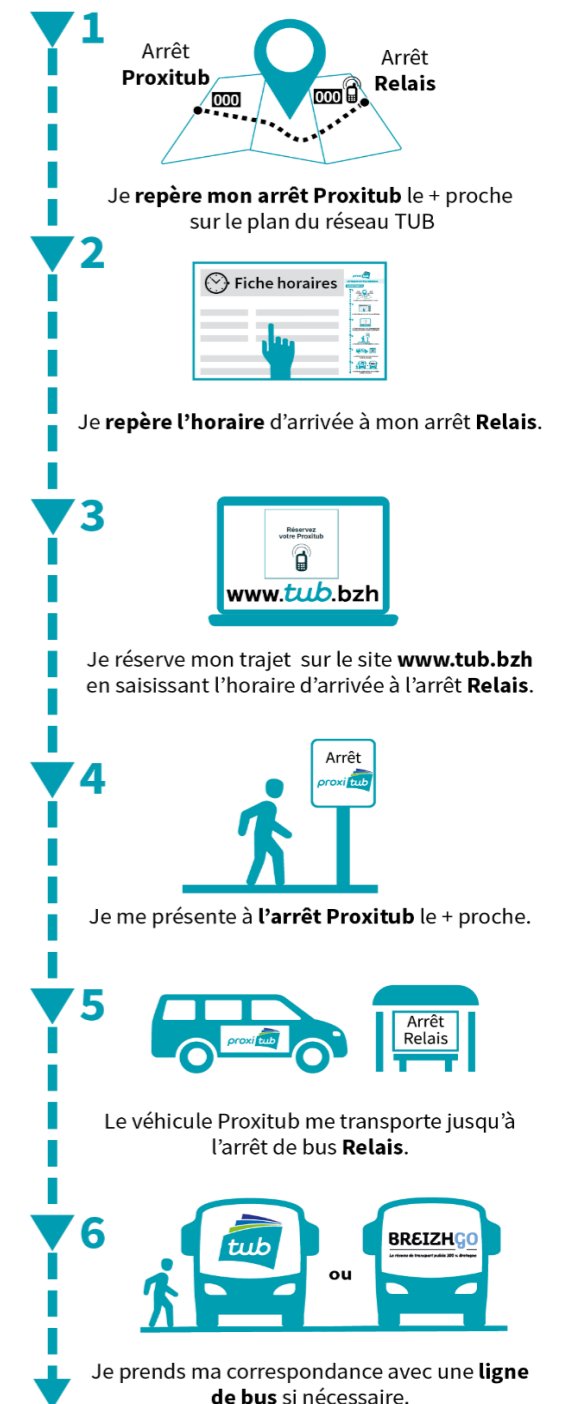 1
Arrêt
Proxitub
Arrêt
Relais
000
000
Je repère mon arrêt Proxitub le + proche
sur le plan du réseau TUB
2
Fiche horaires
proxitub
Je repère l’horaire d’arrivée à mon arrêt Relais.
3
Réservez
votre Proxitub
www.tub.bzh
Je réserve mon trajet sur le site www.tub.bzh
en saisissant l’horaire d’arrivée à l’arrêt Relais.
4
Arrêt
proxitub
Je me présente à l’arrêt Proxitub le + proche.
5
proxitub
Arrêt
Relais
Le véhicule Proxitub me transporte jusqu’à
l’arrêt de bus Relais.
6
tub
ou
BREIZHGO
Je prends ma correspondance avec une ligne
de bus si nécessaire.